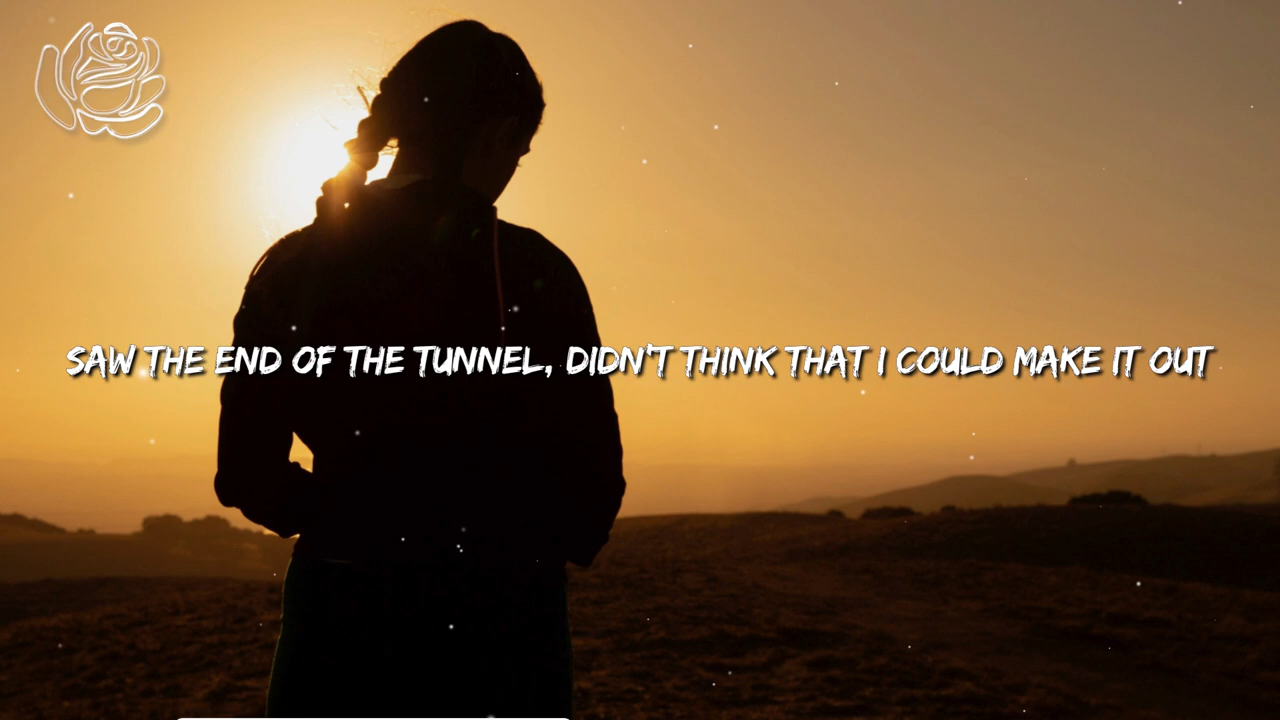 SAW THE END OF THE TUNNEL, DIDN'T THINK THAT I COULD MAKE IT OUT